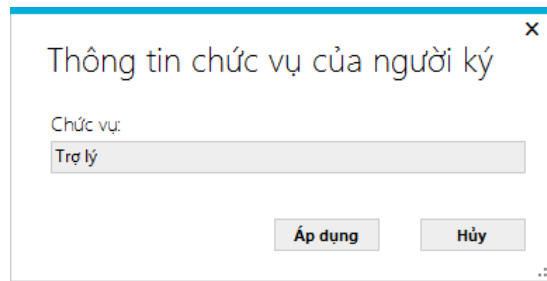 Thông tin chức vụ của người ký
Chức vụ:
Trợ lý
Áp dụng
Hủy